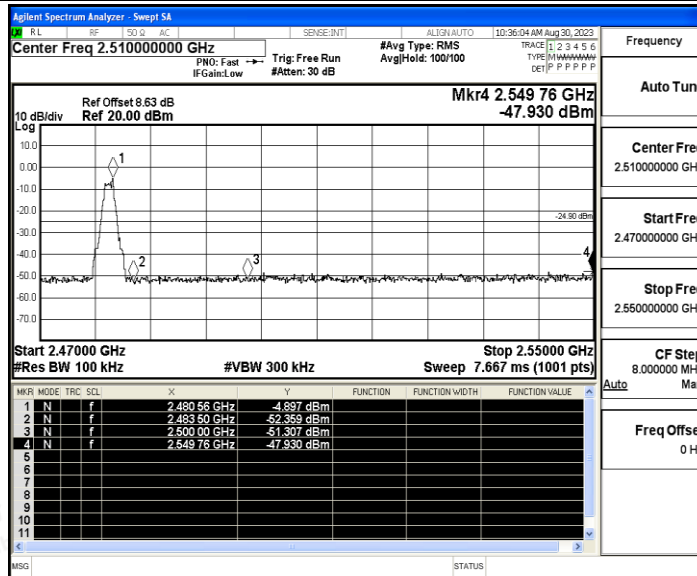 Agilent Spectrum Analyzer - Swept SA
RL RF 50 Ω AC SENSE:INT ALIGNAUTO 10:36:04 AM Aug 30, 2023
Center Freq 2.510000000 GHz
PNO: Fast
IFGain:Low
Trig: Free Run
#Atten: 30 dB
#Avg Type: RMS
Avg|Hold: 100/100
TRACE 1 2 3 4 5 6
TYPE MWWWWW
DET P P P P P P
Ref Offset 8.63 dB
10 dB/div Ref 20.00 dBm
Log
Mkr4 2.549 76 GHz
-47.930 dBm
10.0
0.00
-10.0
-20.0
-30.0
-40.0
-50.0
-60.0
-70.0
1
2
3
4
-24.90 dBm
Start 2.47000 GHz Stop 2.55000 GHz
#Res BW 100 kHz #VBW 300 kHz Sweep 7.667 ms (1001 pts)
MKR MODE TRC SCL X Y FUNCTION FUNCTION WIDTH FUNCTION VALUE
1 N f 2.480 56 GHz -4.897 dBm
2 N f 2.483 50 GHz -52.359 dBm
3 N f 2.500 00 GHz -51.307 dBm
4 N f 2.549 76 GHz -47.930 dBm
5
6
7
8
9
10
11
MSG STATUS
Frequency
Auto Tun
Center Fre
2.510000000 GH
Start Fre
2.470000000 GH
Stop Fre
2.550000000 GH
CF Step
8.000000 MH
Auto Ma
Freq Offse
0 H